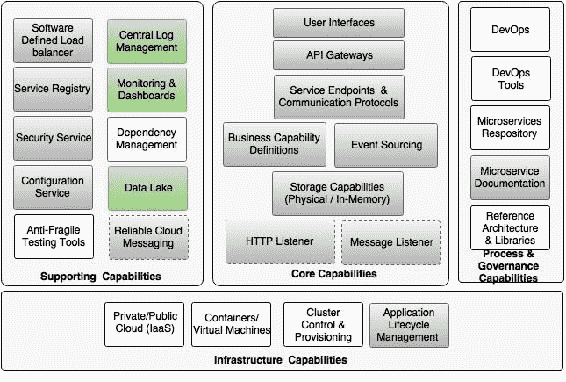 Software
Defined Load
balancer
Central Log
Management
Service Registry
Monitoring &
Dashboards
Security Service
Dependency
Management
Configuration
Service
Data Lake
Anti-Fragile
Testing Tools
Reliable Cloud
Messaging
Supporting Capabilities
User Interfaces
API Gateways
Service Endpoints &
Communication Protocols
Business Capability
Definitions
Event Sourcing
Storage Capabilities
(Physical / In-Memory)
HTTP Listener
Message Listener
Core Capabilities
DevOps
DevOps
Tools
Microservices
Respository
Microservice
Documentation
Reference
Architecture
& Libraries
Process &
Governance
Capabilities
Private/Public
Cloud (IaaS)
Containers/
Virtual Machines
Cluster
Control &
Provisioning
Application
Lifecycle
Management
Infrastructure Capabilities